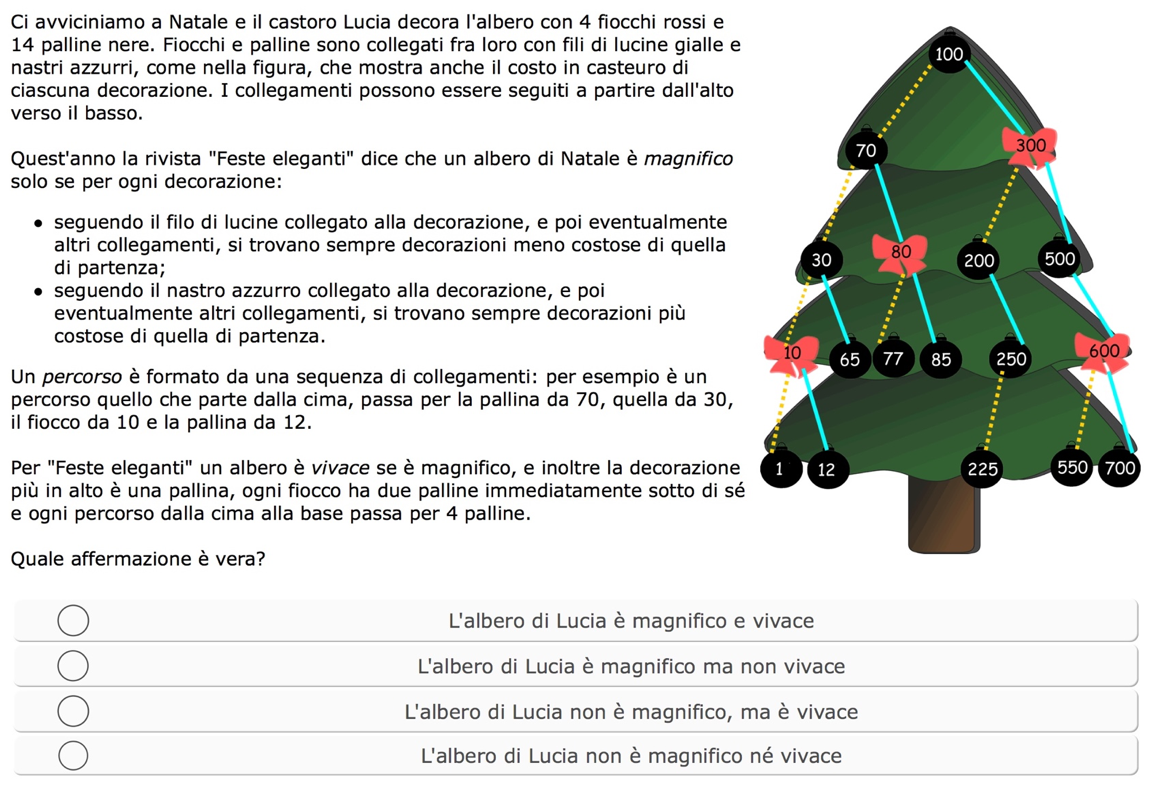 Ci avviciniamo a Natale e il castoro Lucia decora l'albero con 4 fiocchi rossi e
14 palline nere. Fiocchi e palline sono collegati fra loro con fili di lucine gialle e
nastri azzurri, come nella figura, che mostra anche il costo in casteuro di
ciascuna decorazione. I collegamenti possono essere seguiti a partire dall'alto
verso il basso.
Quest'anno la rivista "Feste eleganti" dice che un albero di Natale è magnifico
solo se per ogni decorazione:
• seguendo il filo di lucine collegato alla decorazione, e poi eventualmente
altri collegamenti, si trovano sempre decorazioni meno costose di quella
di partenza;
• seguendo il nastro azzurro collegato alla decorazione, e poi
eventualmente altri collegamenti, si trovano sempre decorazioni più
costose di quella di partenza.
Un percorso è formato da una sequenza di collegamenti: per esempio è un
percorso quello che parte dalla cima, passa per la pallina da 70, quella da 30,
il fiocco da 10 e la pallina da 12.
Per "Feste eleganti" un albero è vivace se è magnifico, e inoltre la decorazione
più in alto è una pallina, ogni fiocco ha due palline immediatamente sotto di sé
e ogni percorso dalla cima alla base passa per 4 palline.
Quale affermazione è vera?
100
70
300
30
80
200
500
10
65
77
85
250
600
1
12
225
550
700
L'albero di Lucia è magnifico e vivace
L'albero di Lucia è magnifico ma non vivace
L'albero di Lucia non è magnifico, ma è vivace
L'albero di Lucia non è magnifico né vivace